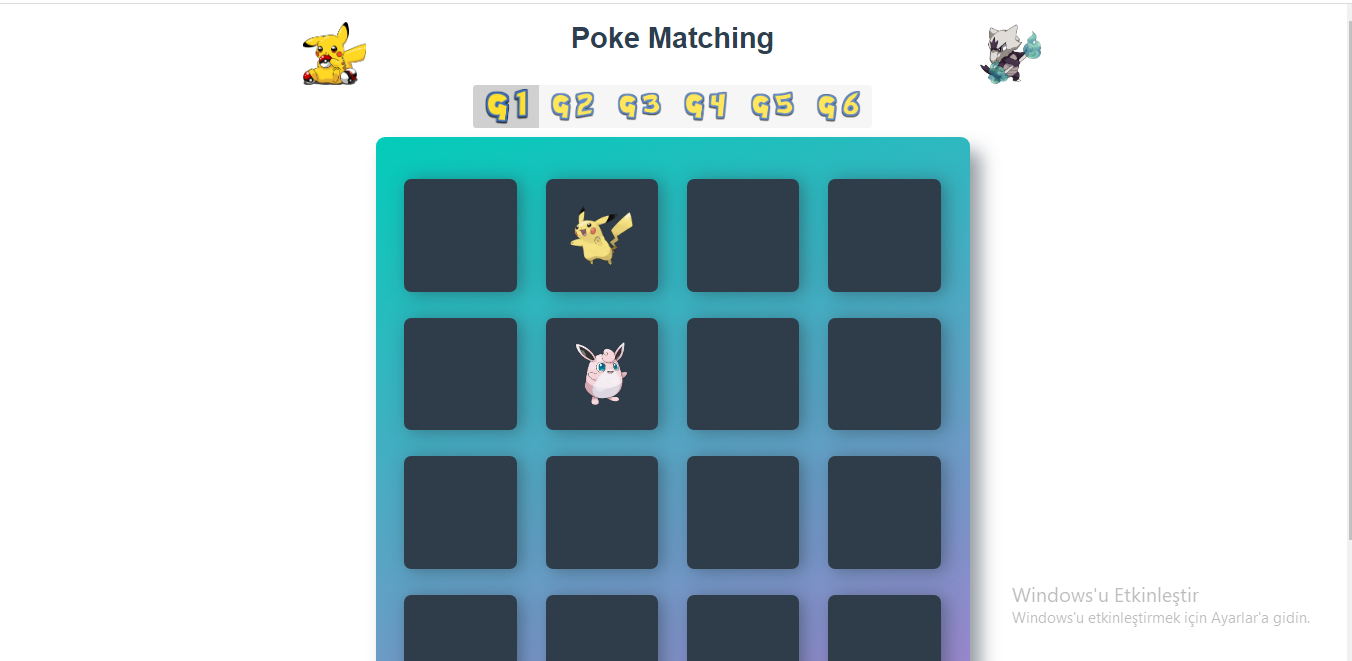 Poke Matching
G1 G2 G3 G4 G5 G6
Windows'u Etkinleştir
Windows'u etkinleştirmek için Ayarlar'a gidin.